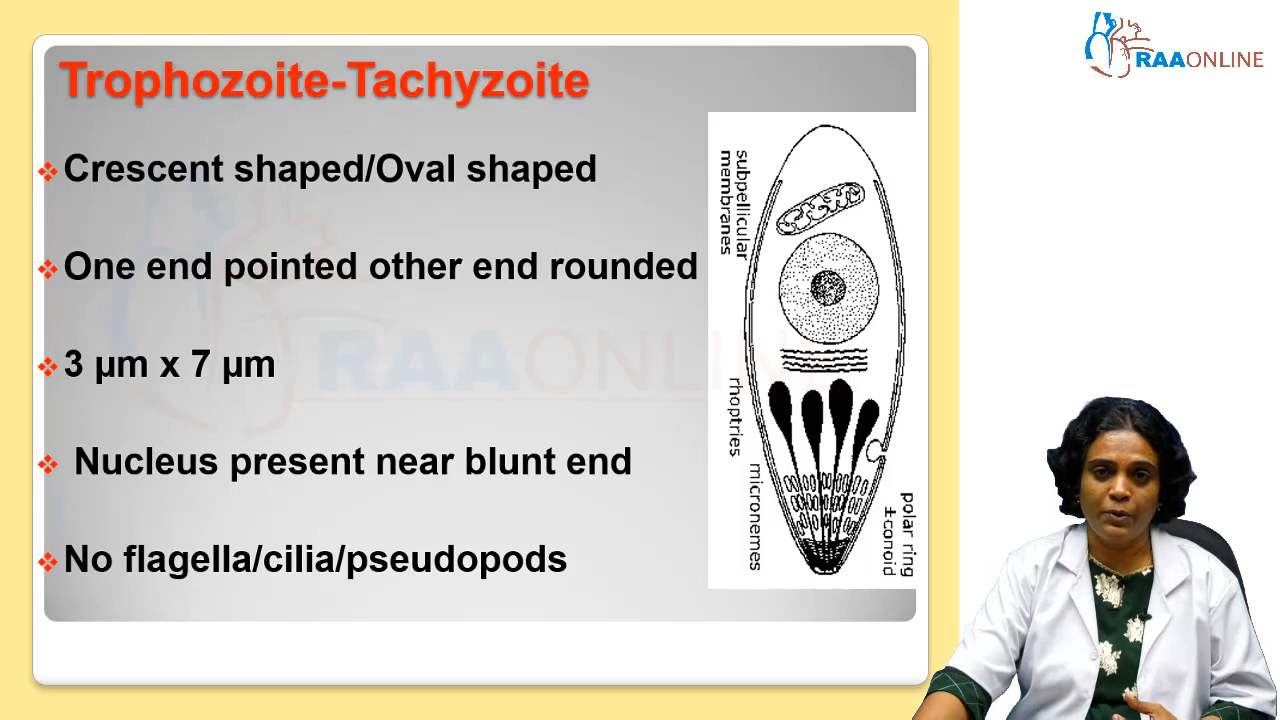 RAAONLINE
Trophozoite-Tachyzoite
Crescent shaped/Oval shaped
One end pointed other end rounded
3 µm x 7 µm
Nucleus present near blunt end
No flagella/cilia/pseudopods
subpellicular
membranes
rhoptries
micronemes
polar ring
±conoid
RAAONLINE